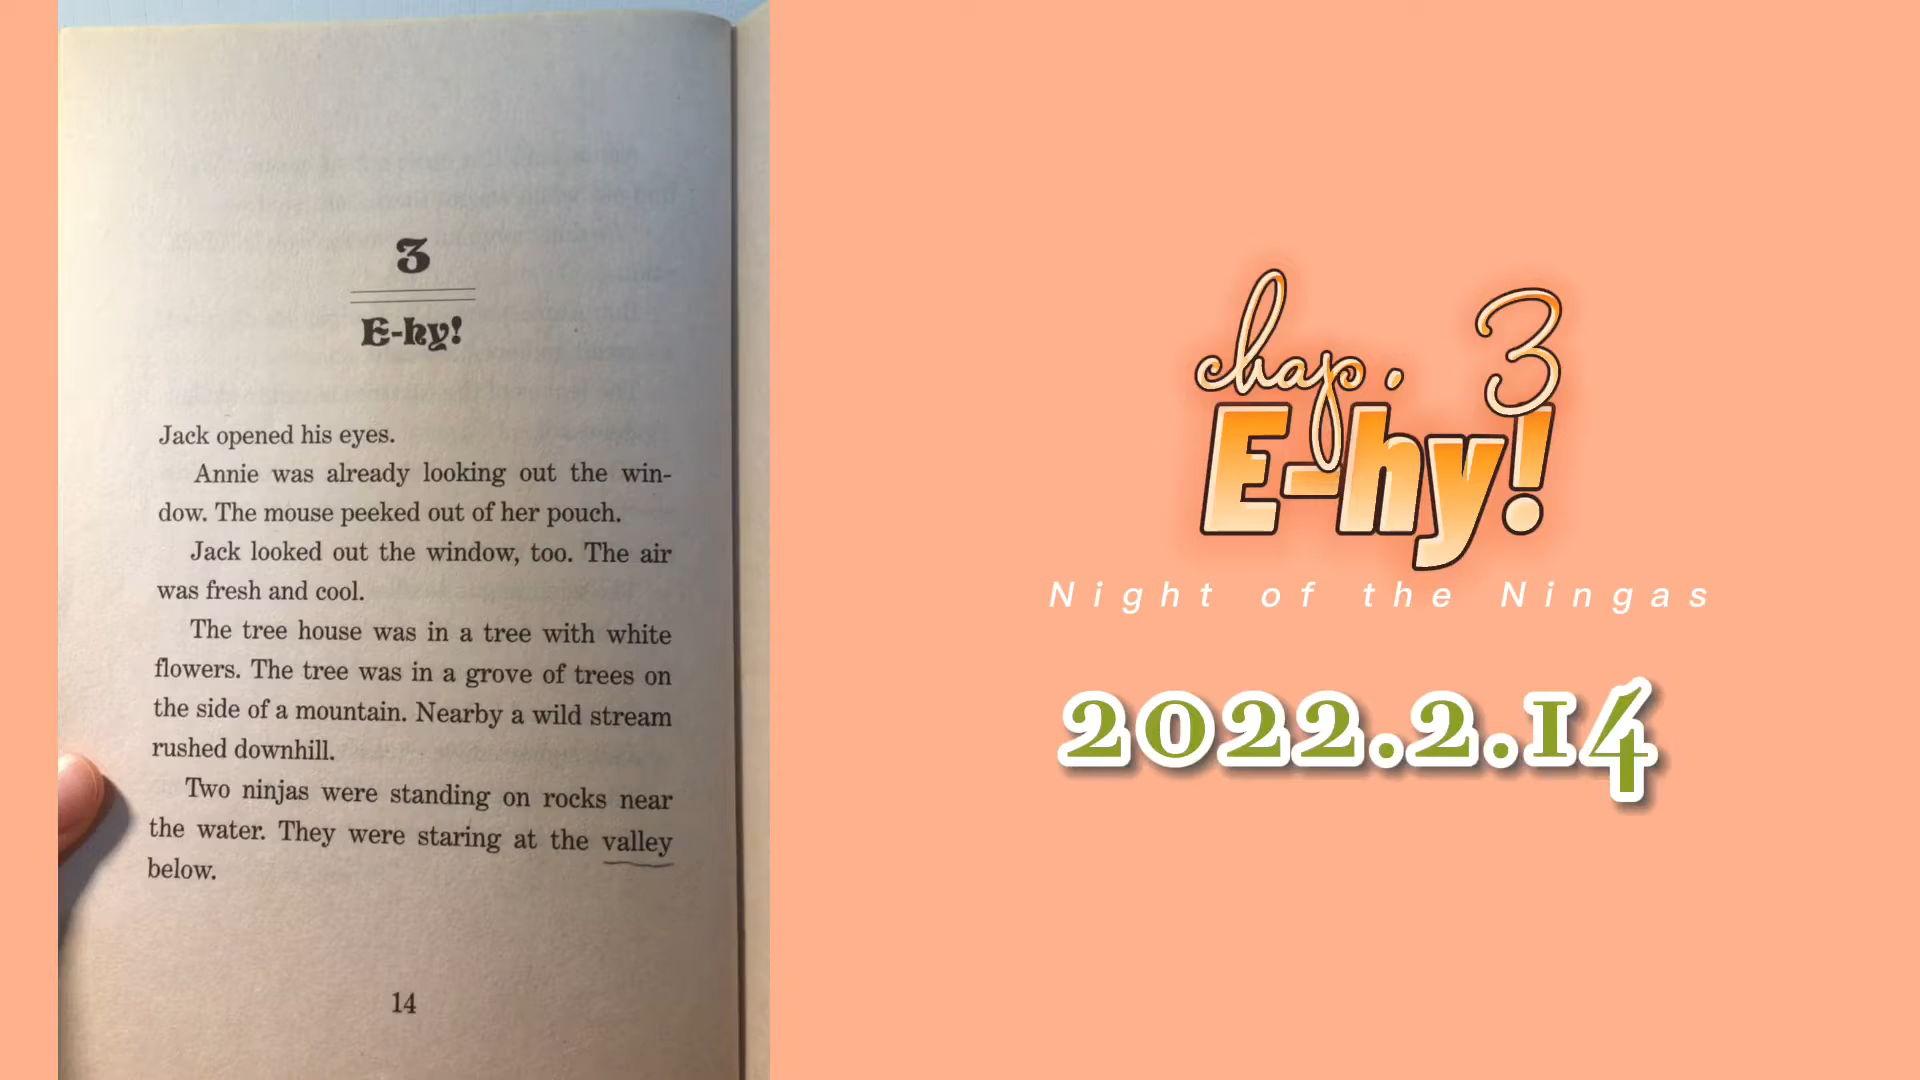 3
E-hy!
Jack opened his eyes.
Annie was already looking out the win-
dow. The mouse peeked out of her pouch.
Jack looked out the window, too. The air
was fresh and cool.
The tree house was in a tree with white
flowers. The tree was in a grove of trees on
the side of a mountain. Nearby a wild stream
rushed downhill.
Two ninjas were standing on rocks near
the water. They were staring at the valley
below.
14
chap. 3
E-hy!
Night of the Ningas
2022.2.14